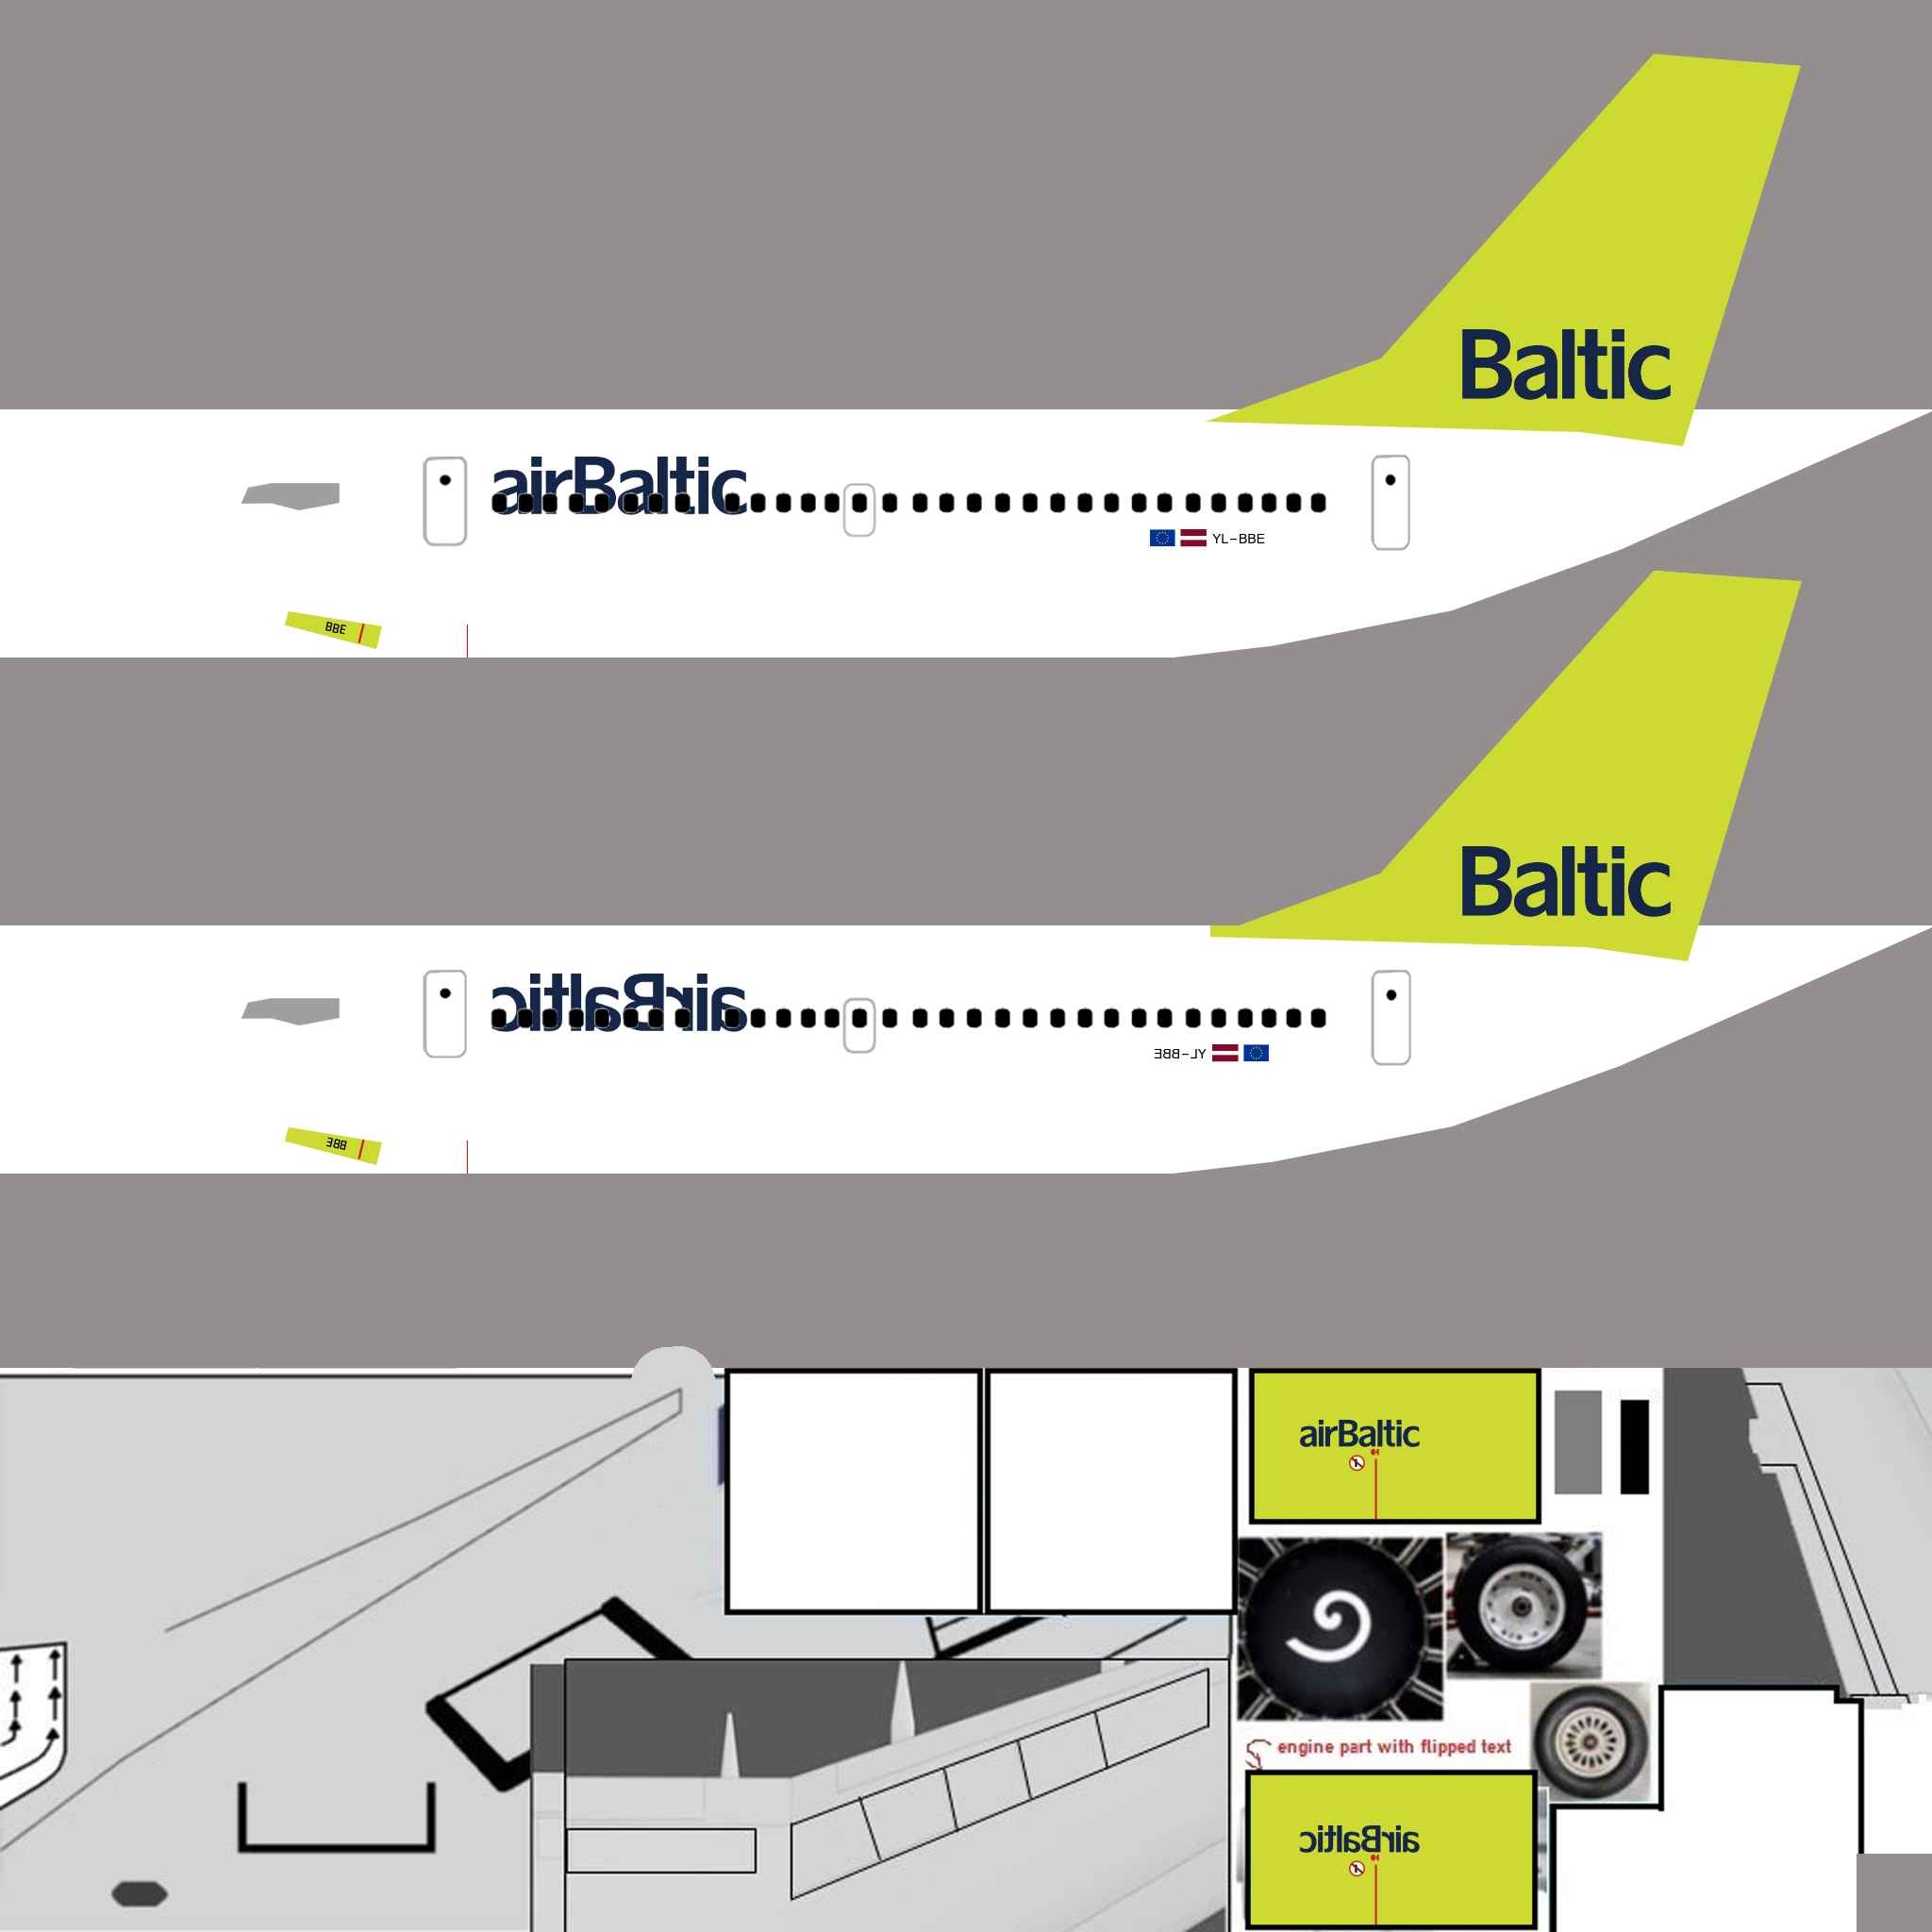 Baltic
airBaltic
YL-BBE
BBE
Baltic
airBaltic
YL-BBE
BBE
airBaltic
engine part with flipped text
airBaltic